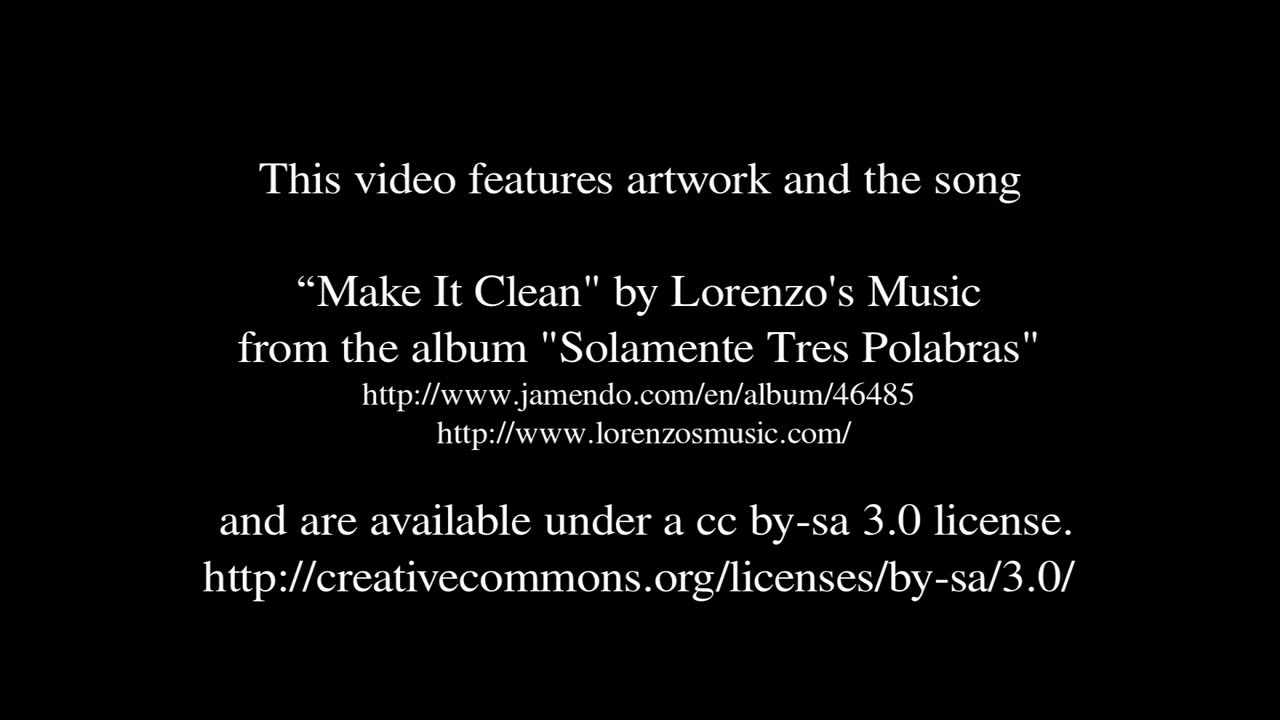 This video features artwork and the song
“Make It Clean" by Lorenzo's Music
from the album "Solamente Tres Polabras"
http://www.jamendo.com/en/album/46485
http://www.lorenzosmusic.com/
and are available under a cc by-sa 3.0 license.
http://creativecommons.org/licenses/by-sa/3.0/